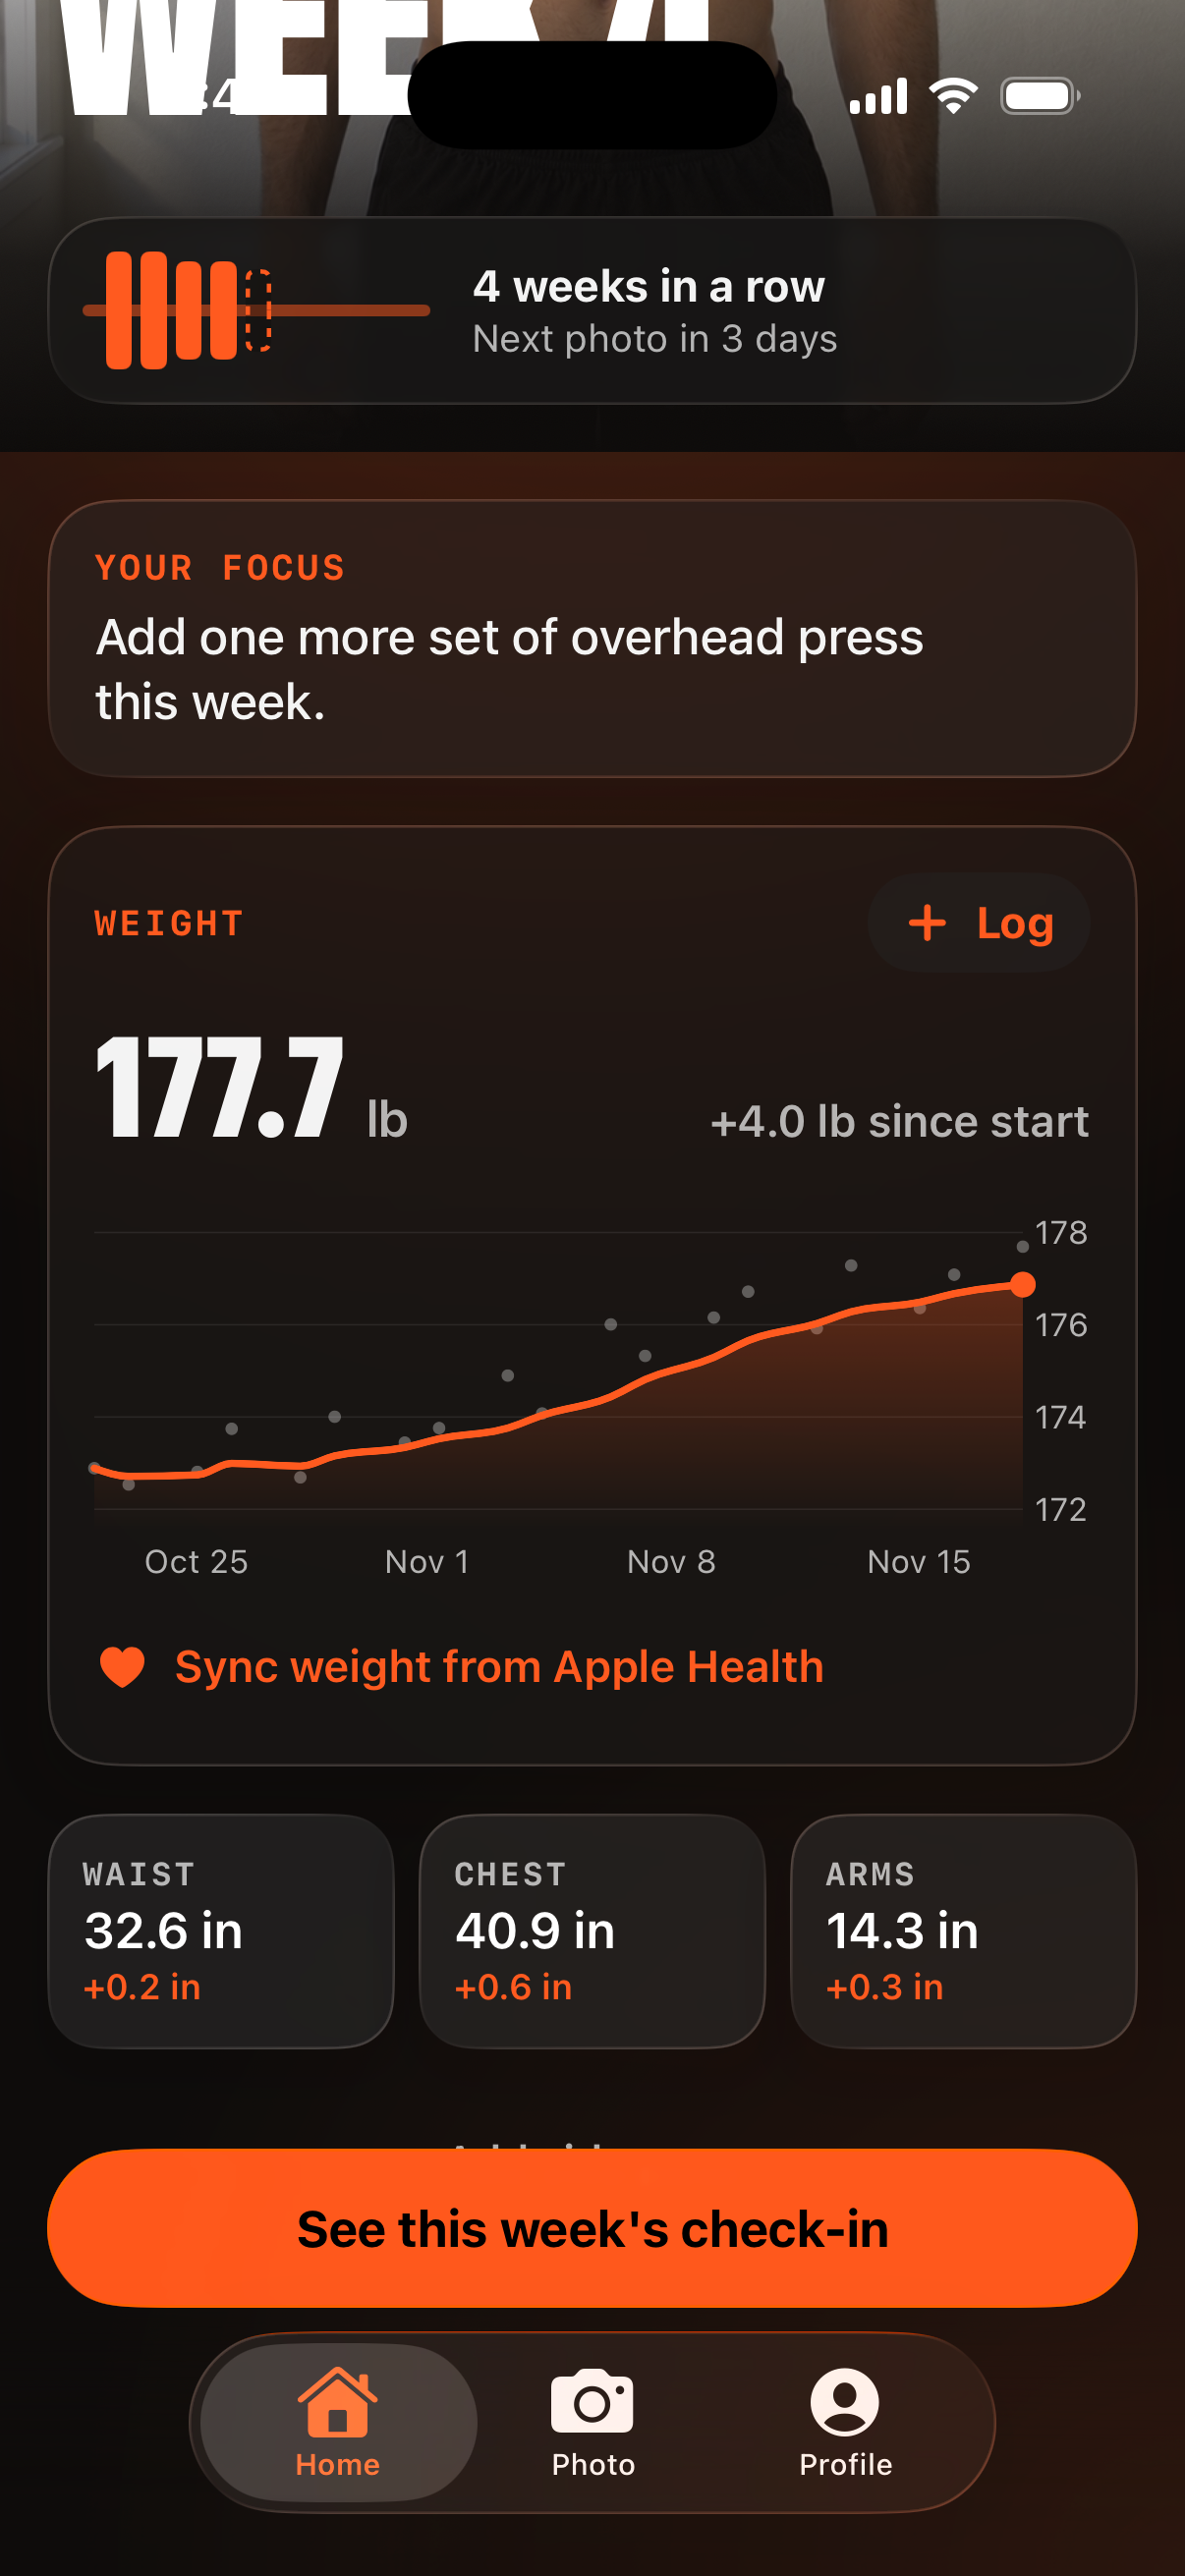 WEEK 4
4 weeks in a row
Next photo in 3 days
YOUR FOCUS
Add one more set of overhead press
this week.
WEIGHT
+ Log
177.7 lb
+4.0 lb since start
178
176
174
172
Oct 25 Nov 1 Nov 8 Nov 15
Sync weight from Apple Health
WAIST
32.6 in
+0.2 in
CHEST
40.9 in
+0.6 in
ARMS
14.3 in
+0.3 in
See this week's check-in
Home
Photo
Profile